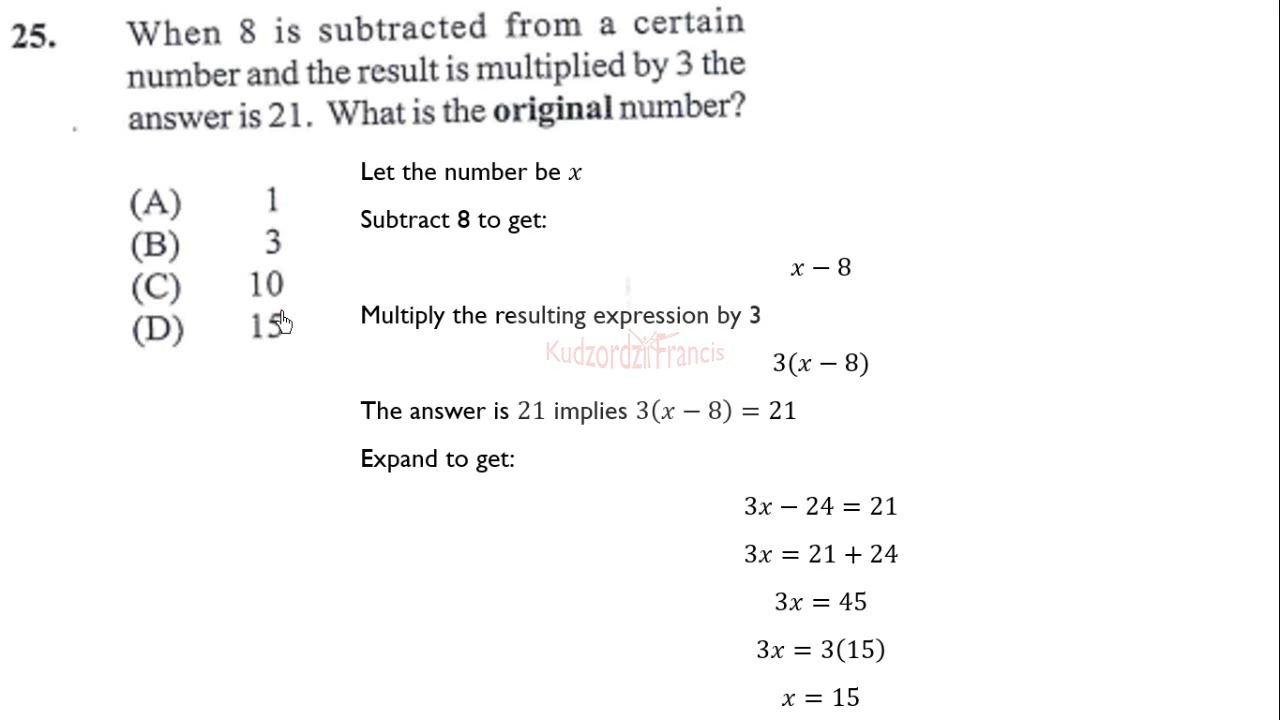 25. When 8 is subtracted from a certain
number and the result is multiplied by 3 the
answer is 21. What is the original number?
(A) 1
(B) 3
(C) 10
(D) 15
Let the number be x
Subtract 8 to get:
x − 8
Multiply the resulting expression by 3
Kudzordzi Francis
3(x − 8)
The answer is 21 implies 3(x − 8) = 21
Expand to get:
3x − 24 = 21
3x = 21 + 24
3x = 45
3x = 3(15)
x = 15